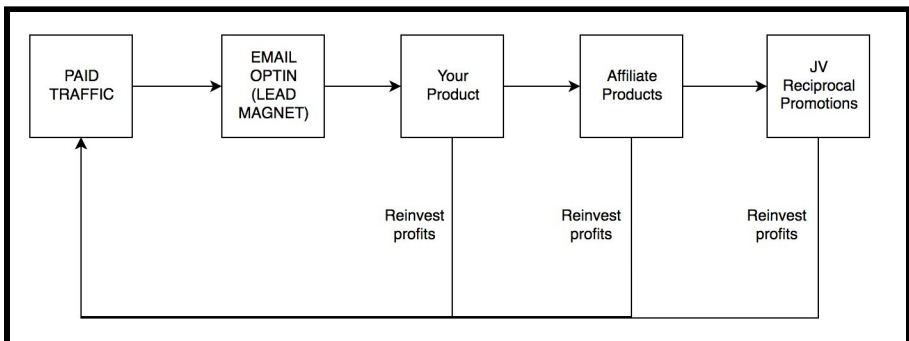 PAID
TRAFFIC
EMAIL
OPTIN
(LEAD
MAGNET)
Your
Product
Affiliate
Products
JV
Reciprocal
Promotions
Reinvest
profits
Reinvest
profits
Reinvest
profits